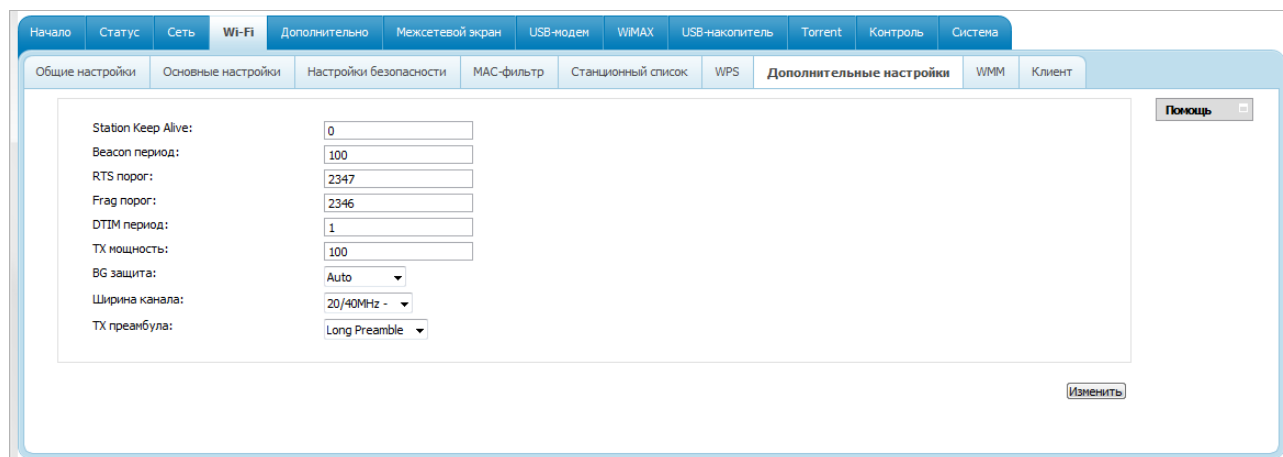 Начало Статус Сеть Wi-Fi Дополнительно Межсетевой экран USB-модем WiMAX USB-накопитель Torrent Контроль Система
Общие настройки Основные настройки Настройки безопасности MAC-фильтр Станционный список WPS Дополнительные настройки WMM Клиент
Помощь
Station Keep Alive: 0
Beacon период: 100
RTS порог: 2347
Frag порог: 2346
DTIM период: 1
TX мощность: 100
BG защита: Auto
Ширина канала: 20/40MHz -
TX преамбула: Long Preamble
Изменить